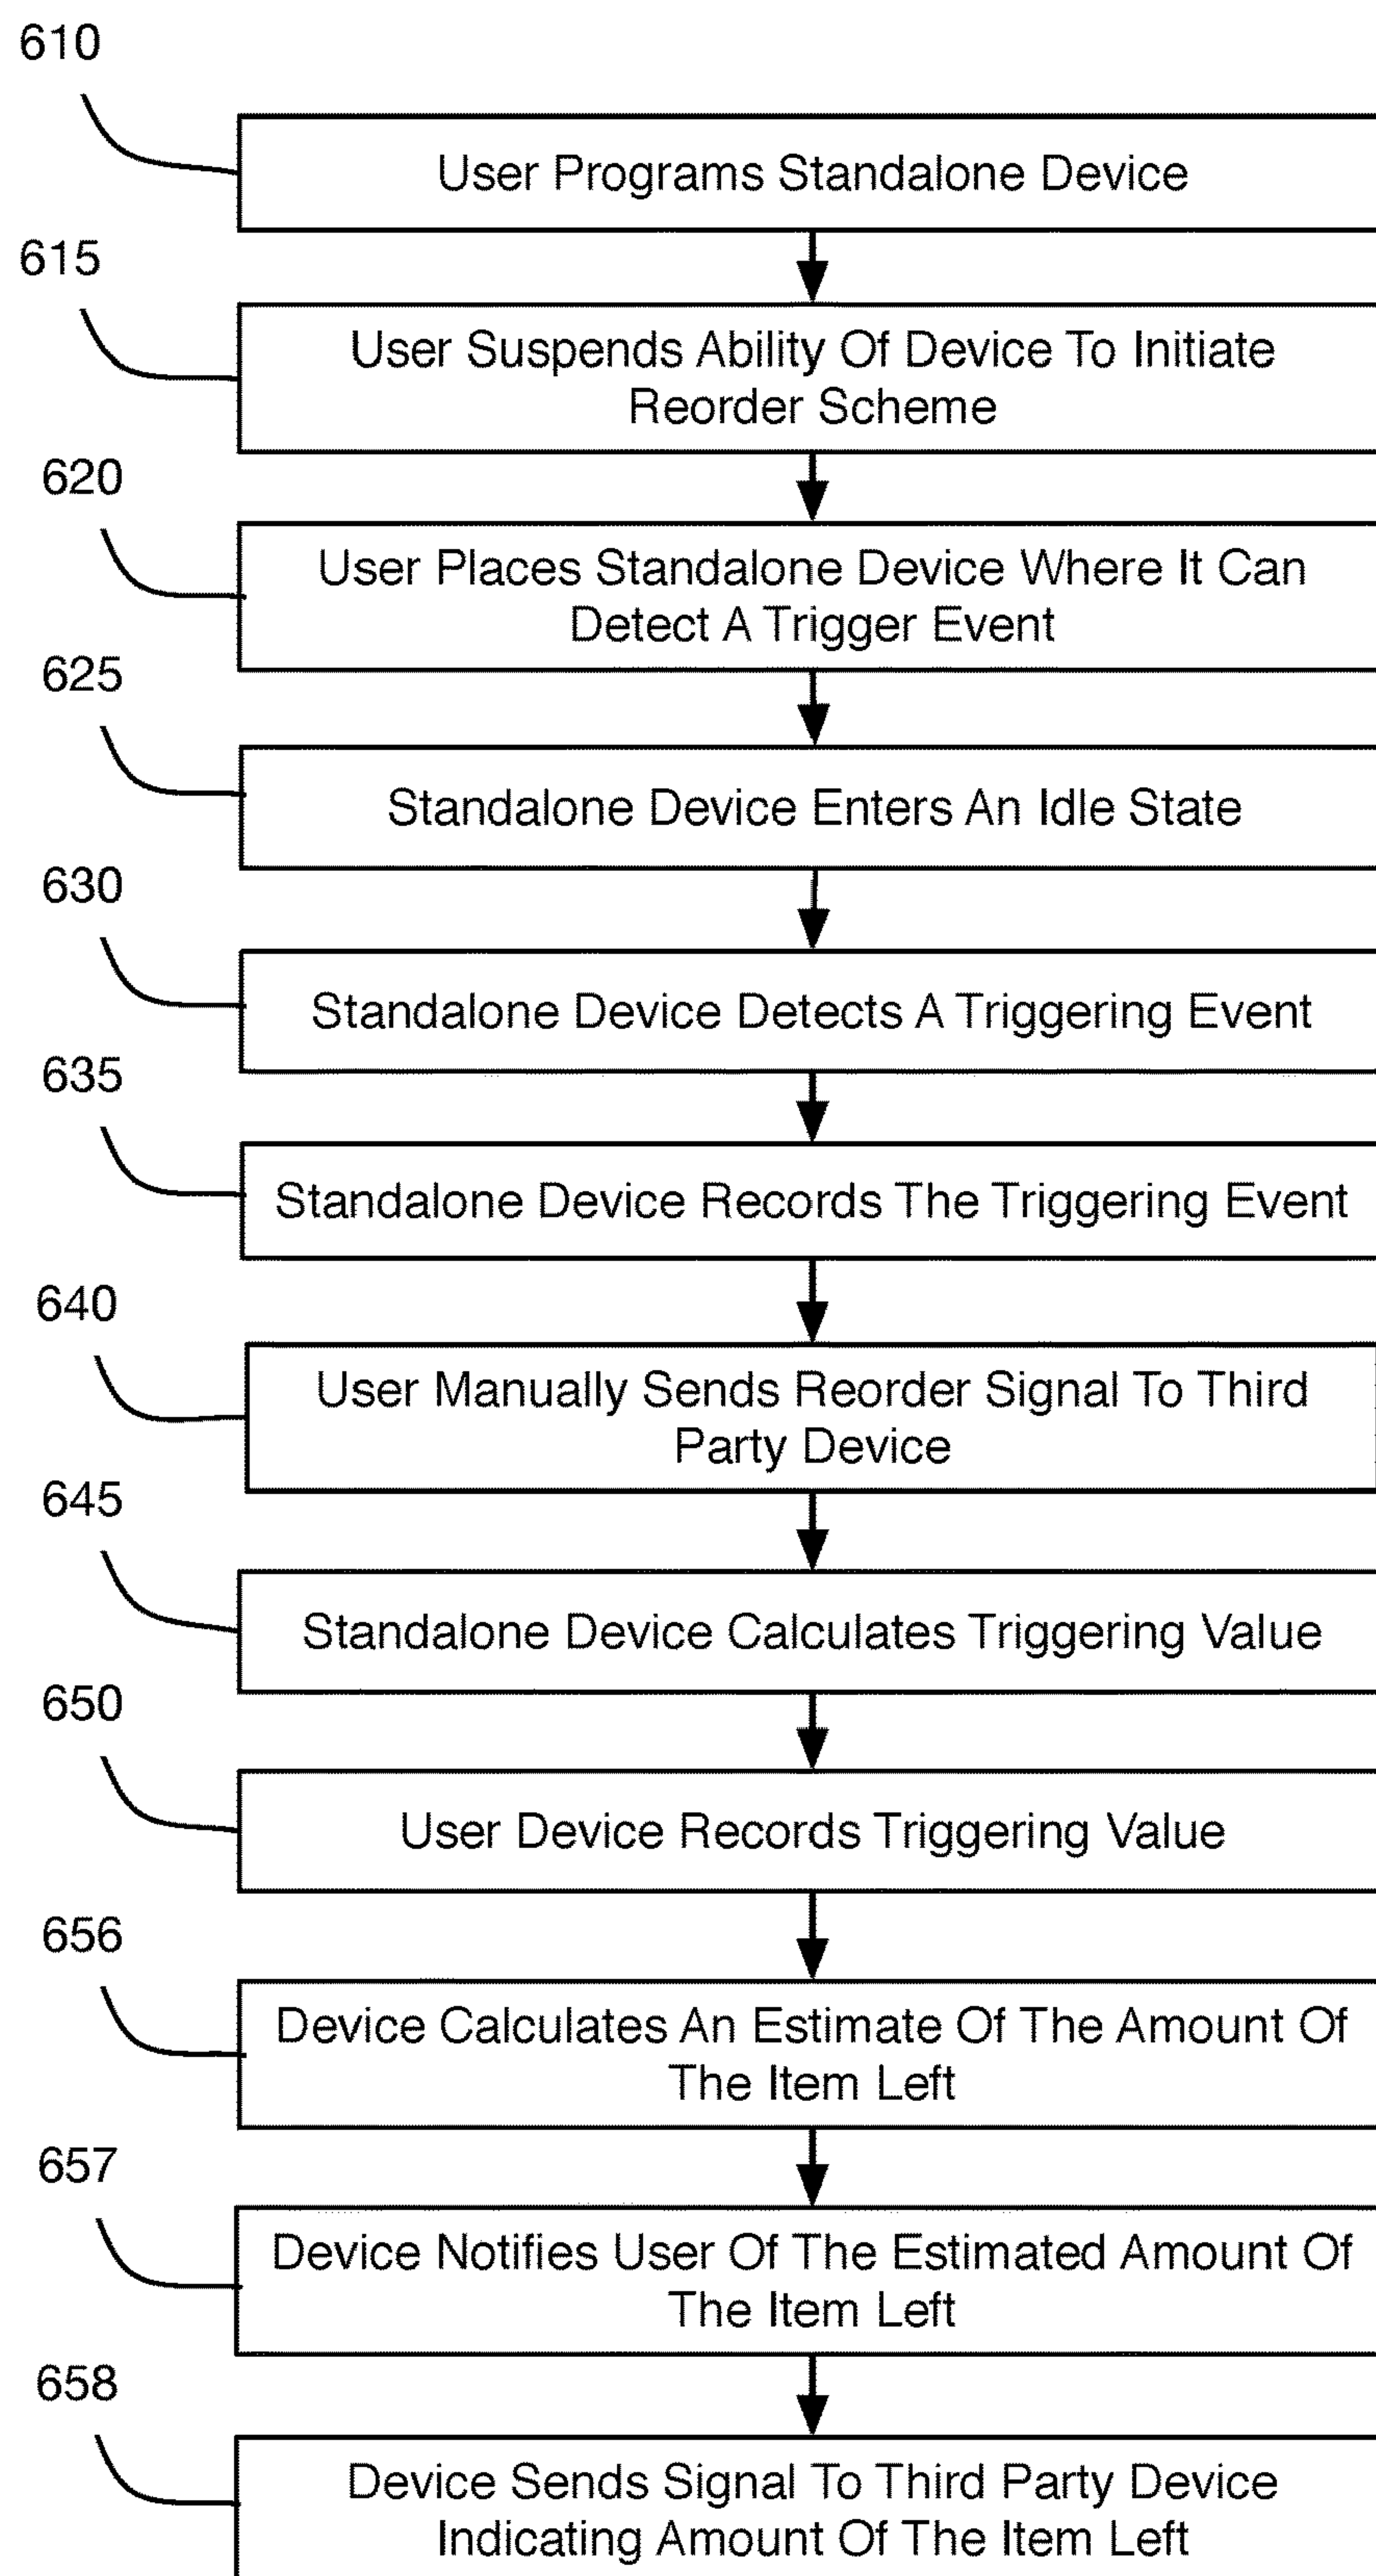 610
User Programs Standalone Device
615
User Suspends Ability Of Device To Initiate
Reorder Scheme
620
User Places Standalone Device Where It Can
Detect A Trigger Event
625
Standalone Device Enters An Idle State
630
Standalone Device Detects A Triggering Event
635
Standalone Device Records The Triggering Event
640
User Manually Sends Reorder Signal To Third
Party Device
645
Standalone Device Calculates Triggering Value
650
User Device Records Triggering Value
656
Device Calculates An Estimate Of The Amount Of
The Item Left
657
Device Notifies User Of The Estimated Amount Of
The Item Left
658
Device Sends Signal To Third Party Device
Indicating Amount Of The Item Left